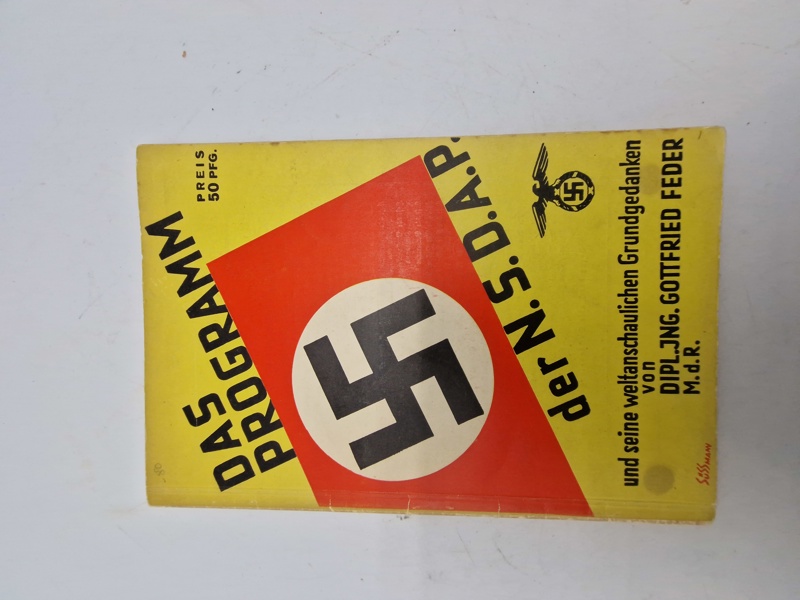 PREIS
50 PFG.
DAS
PROGRAMM
der N.S.D.A.P.
und seine weltanschaulichen Grundgedanken
von
DIPL.JNG. GOTTFRIED FEDER
M.d.R.